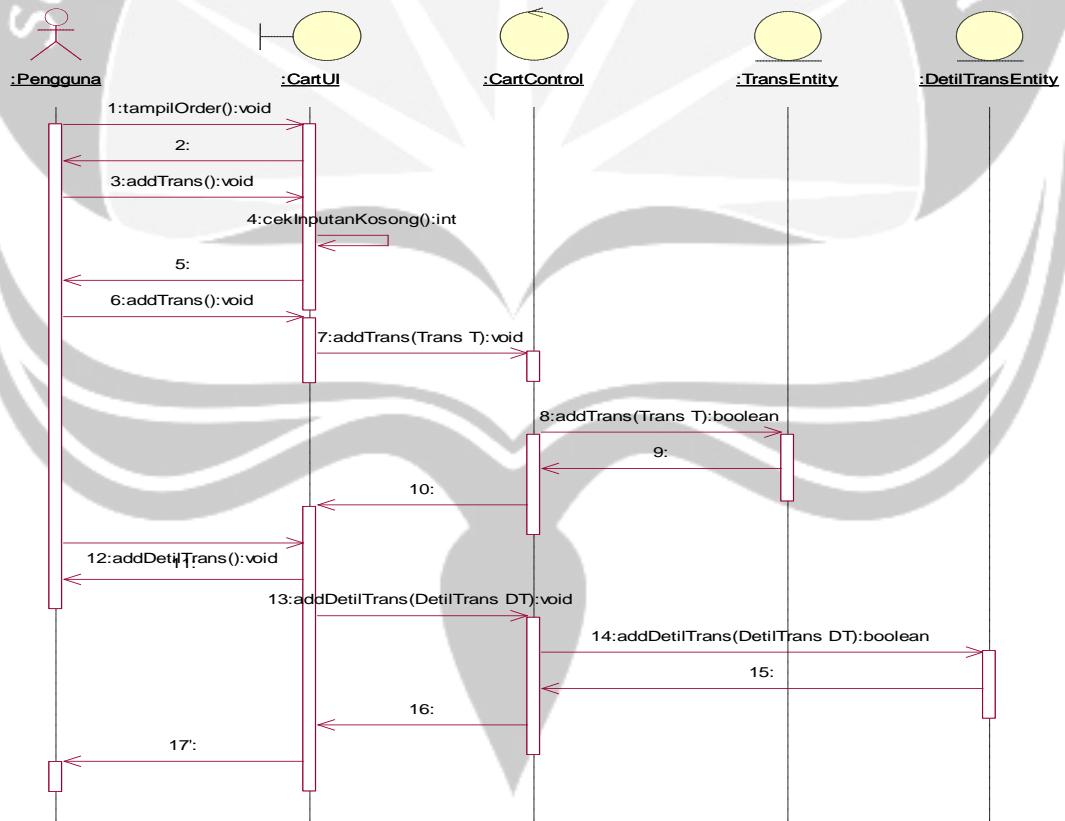 :Pengguna
:CartUI
:CartControl
:TransEntity
:DetilTransEntity
1:tampilOrder():void
2:
3:addTrans():void
4:cekInputanKosong():int
5:
6:addTrans():void
7:addTrans(Trans T):void
8:addTrans(Trans T):boolean
9:
10:
12:addDetilTrans():void
11:
13:addDetilTrans(DetilTrans DT):void
14:addDetilTrans(DetilTrans DT):boolean
15:
16:
17':